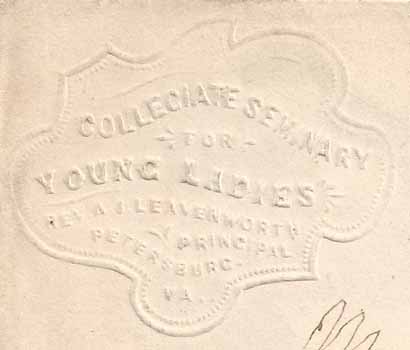 COLLEGIATE SEMINARY
FOR
YOUNG LADIES
REV A J LEAVENWORTH
PRINCIPAL
PETERSBURG
VA.